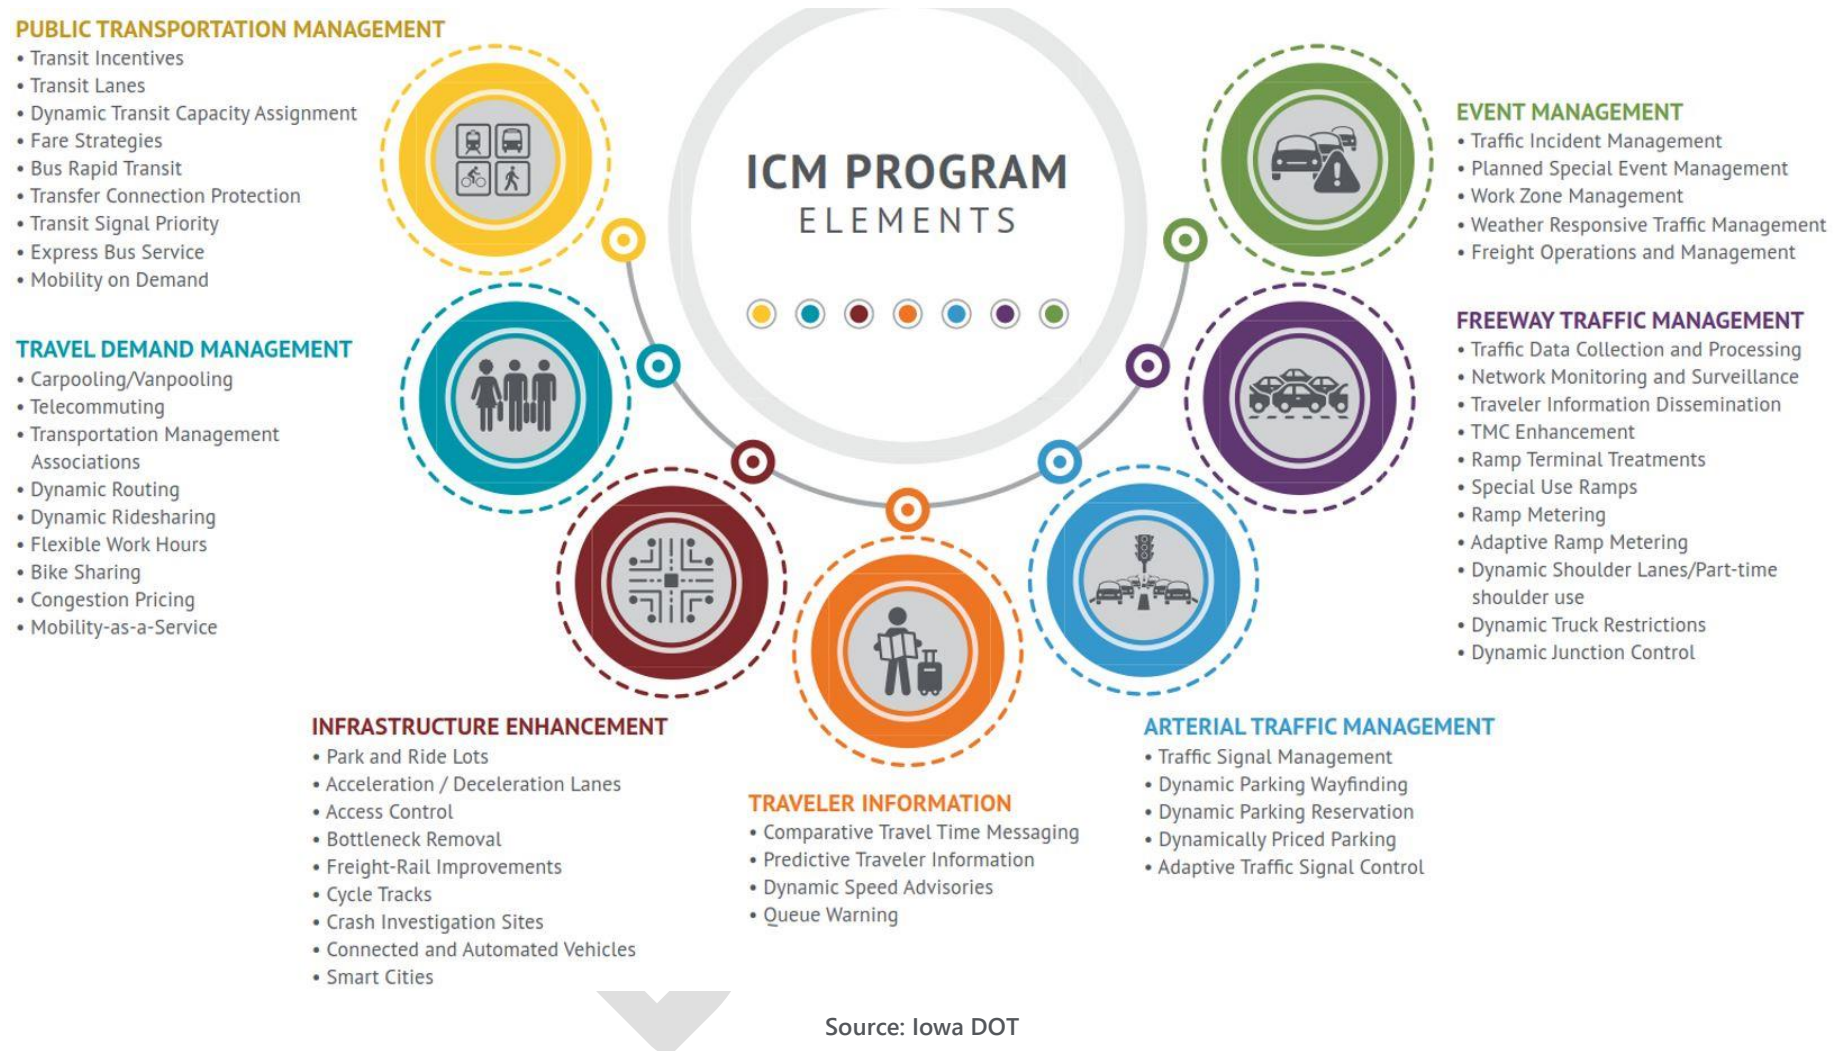 PUBLIC TRANSPORTATION MANAGEMENT
• Transit Incentives
• Transit Lanes
• Dynamic Transit Capacity Assignment
• Fare Strategies
• Bus Rapid Transit
• Transfer Connection Protection
• Transit Signal Priority
• Express Bus Service
• Mobility on Demand
TRAVEL DEMAND MANAGEMENT
• Carpooling/Vanpooling
• Telecommuting
• Transportation Management
Associations
• Dynamic Routing
• Dynamic Ridesharing
• Flexible Work Hours
• Bike Sharing
• Congestion Pricing
• Mobility-as-a-Service
INFRASTRUCTURE ENHANCEMENT
• Park and Ride Lots
• Acceleration / Deceleration Lanes
• Access Control
• Bottleneck Removal
• Freight-Rail Improvements
• Cycle Tracks
• Crash Investigation Sites
• Connected and Automated Vehicles
• Smart Cities
ICM PROGRAM
ELEMENTS
TRAVELER INFORMATION
• Comparative Travel Time Messaging
• Predictive Traveler Information
• Dynamic Speed Advisories
• Queue Warning
ARTERIAL TRAFFIC MANAGEMENT
• Traffic Signal Management
• Dynamic Parking Wayfinding
• Dynamic Parking Reservation
• Dynamically Priced Parking
• Adaptive Traffic Signal Control
EVENT MANAGEMENT
• Traffic Incident Management
• Planned Special Event Management
• Work Zone Management
• Weather Responsive Traffic Management
• Freight Operations and Management
FREEWAY TRAFFIC MANAGEMENT
• Traffic Data Collection and Processing
• Network Monitoring and Surveillance
• Traveler Information Dissemination
• TMC Enhancement
• Ramp Terminal Treatments
• Special Use Ramps
• Ramp Metering
• Adaptive Ramp Metering
• Dynamic Shoulder Lanes/Part-time
shoulder use
• Dynamic Truck Restrictions
• Dynamic Junction Control
Source: Iowa DOT